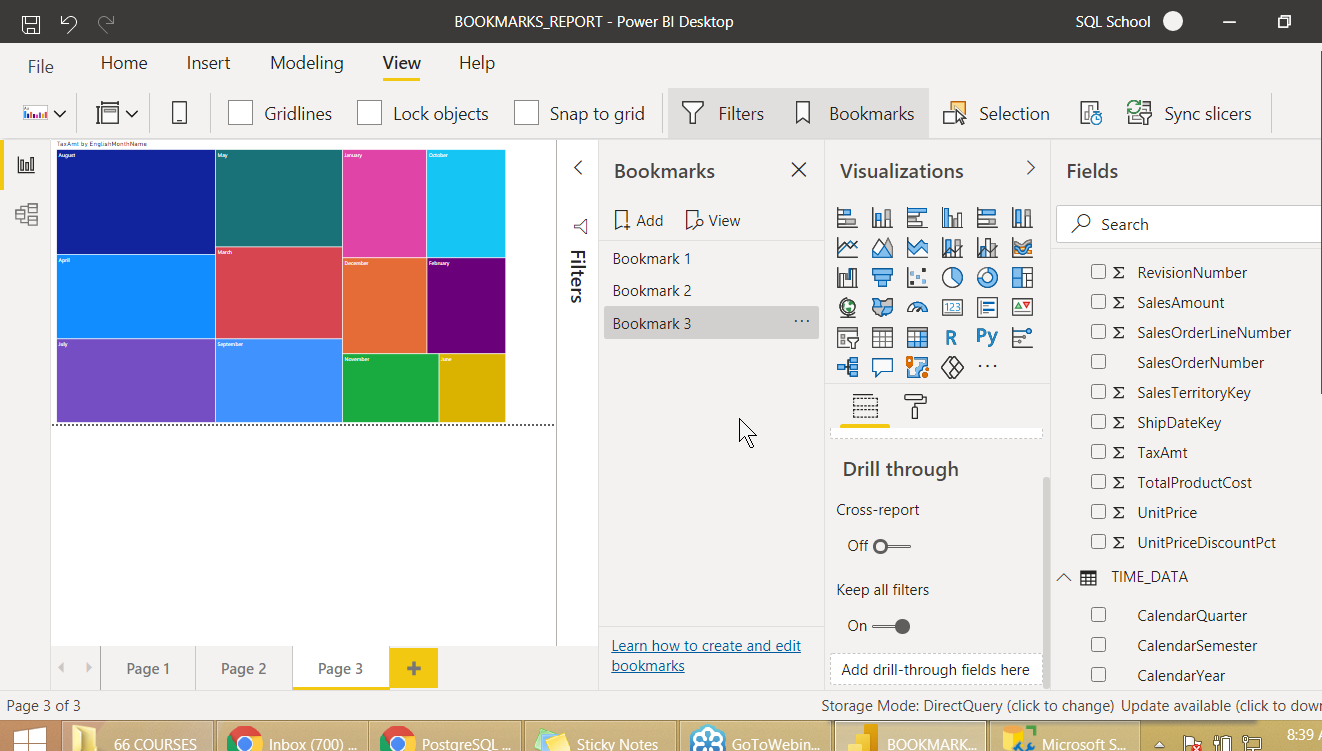 BOOKMARKS_REPORT - Power BI Desktop
SQL School
File
Home
Insert
Modeling
View
Help
Gridlines
Lock objects
Snap to grid
Filters
Bookmarks
Selection
Sync slicers
TaxAmt by EnglishMonthName
August
May
January
October
April
March
December
February
July
September
November
June
Filters
Bookmarks
Add
View
Bookmark 1
Bookmark 2
Bookmark 3
Learn how to create and edit
bookmarks
Visualizations
123
R
Py
Drill through
Cross-report
Off
Keep all filters
On
Add drill-through fields here
Fields
Search
RevisionNumber
SalesAmount
SalesOrderLineNumber
SalesOrderNumber
SalesTerritoryKey
ShipDateKey
TaxAmt
TotalProductCost
UnitPrice
UnitPriceDiscountPct
TIME_DATA
CalendarQuarter
CalendarSemester
CalendarYear
Page 1
Page 2
Page 3
Page 3 of 3
Storage Mode: DirectQuery (click to change)
Update available (click to down
66 COURSES
Inbox (700) ...
PostgreSQL ...
Sticky Notes
GoToWebin...
BOOKMARK...
Microsoft S...
8:39